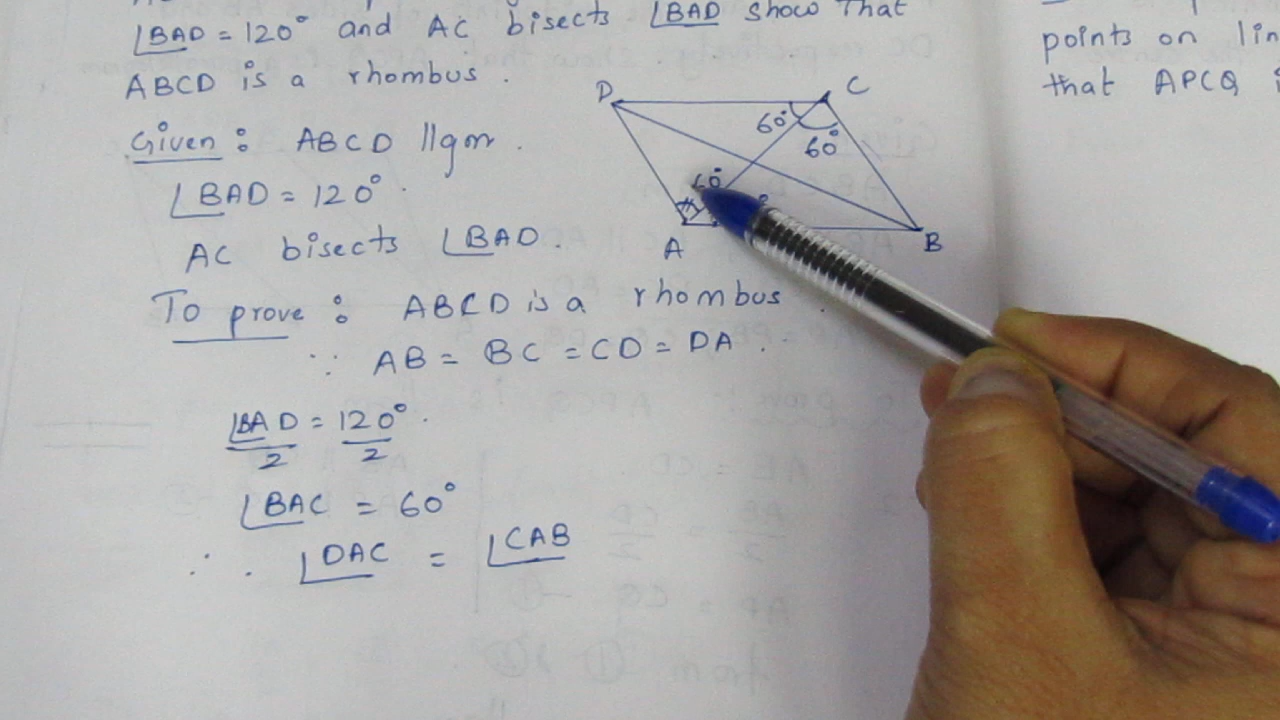 ∠BAD = 120° and AC bisects ∠BAD show that
ABCD is a rhombus.
points on
that APCQ
Given : ABCD ||gm.
∠BAD = 120°.
AC bisects ∠BAD.
To prove : ABCD is a rhombus.
∵ AB = BC = CD = DA.
∠BAD/2 = 120°/2.
∠BAC = 60°
∴ ∠DAC = ∠CAB
D
C
60°
60°
60°
A
B